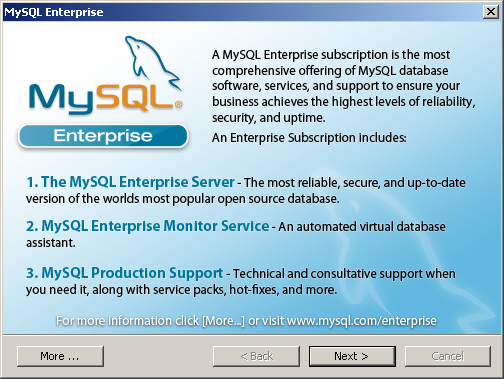 MySQL Enterprise
MySQL®
Enterprise
A MySQL Enterprise subscription is the most
comprehensive offering of MySQL database
software, services, and support to ensure your
business achieves the highest levels of reliability,
security, and uptime.
An Enterprise Subscription includes:
1. The MySQL Enterprise Server - The most reliable, secure, and up-to-date
version of the worlds most popular open source database.
2. MySQL Enterprise Monitor Service - An automated virtual database
assistant.
3. MySQL Production Support - Technical and consultative support when
you need it, along with service packs, hot-fixes, and more.
For more information click [More...] or visit www.mysql.com/enterprise
More ...
< Back
Next >
Cancel